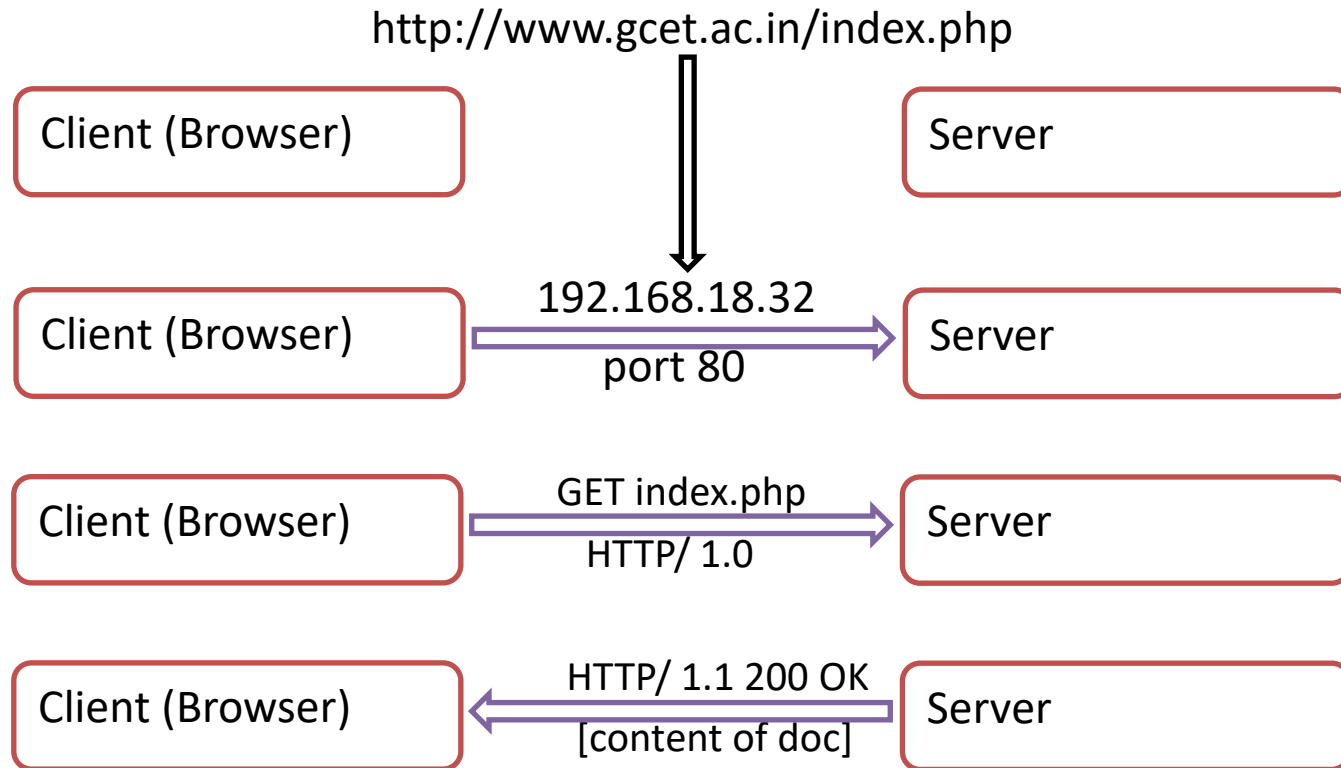 http://www.gcet.ac.in/index.php
Client (Browser)
Server
Client (Browser)
192.168.18.32
port 80
Server
Client (Browser)
GET index.php
HTTP/ 1.0
Server
Client (Browser)
HTTP/ 1.1 200 OK
[content of doc]
Server